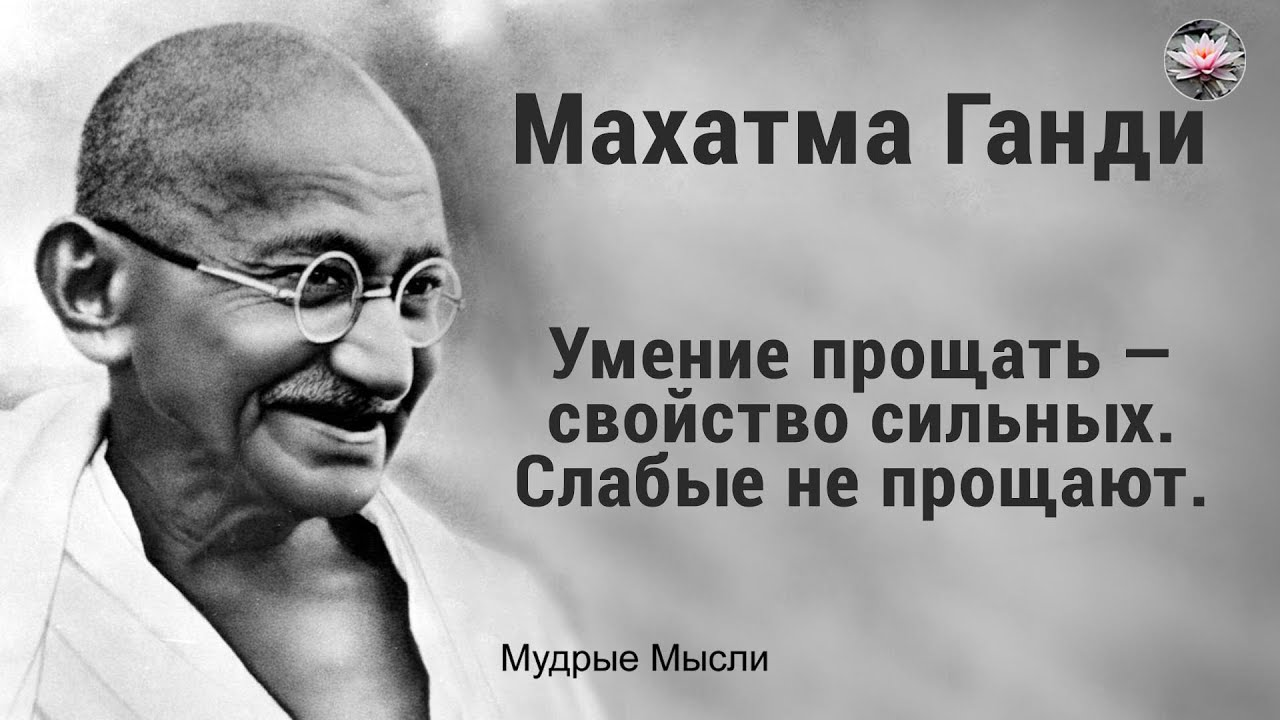 Махатма Ганди
Умение прощать —
свойство сильных.
Слабые не прощают.
Мудрые Мысли